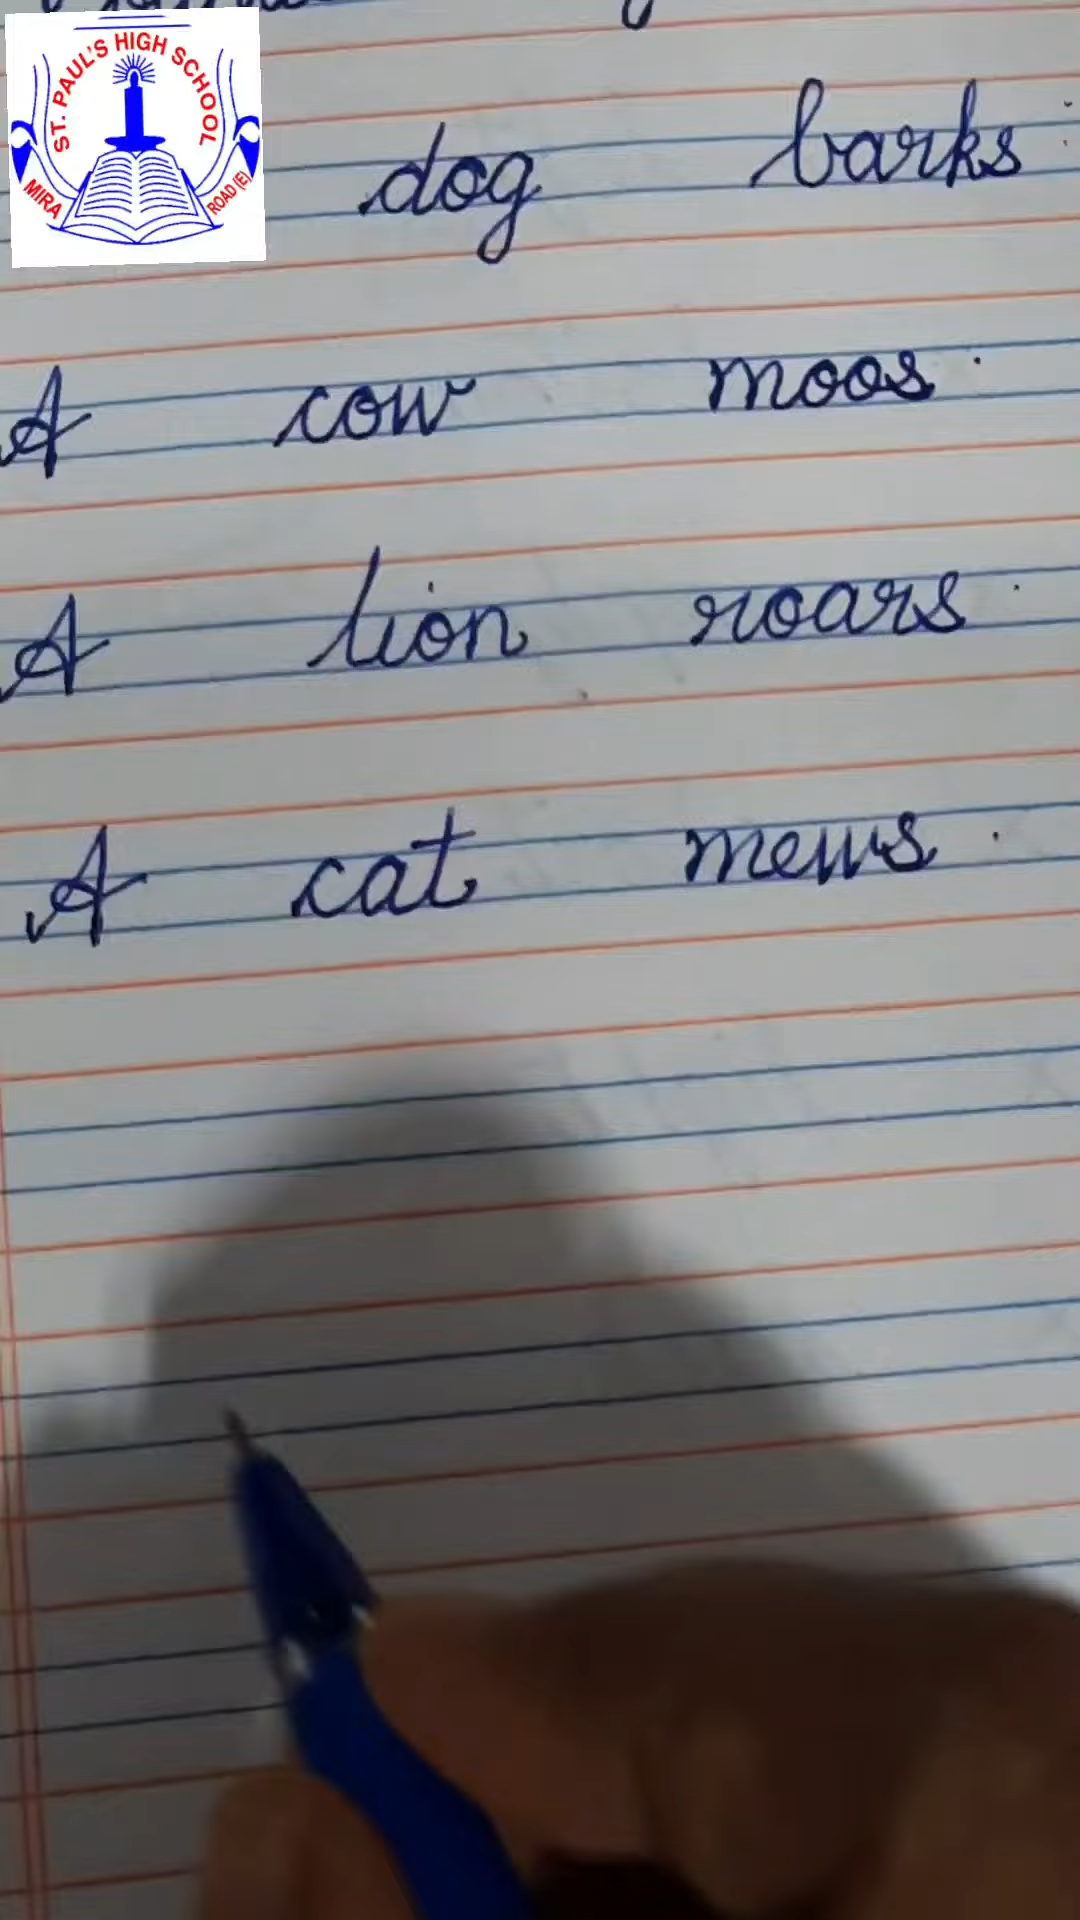 ST. PAUL'S HIGH SCHOOL
MIRA ROAD (E)
dog barks.
A cow moos.
A lion roars.
A cat mews.